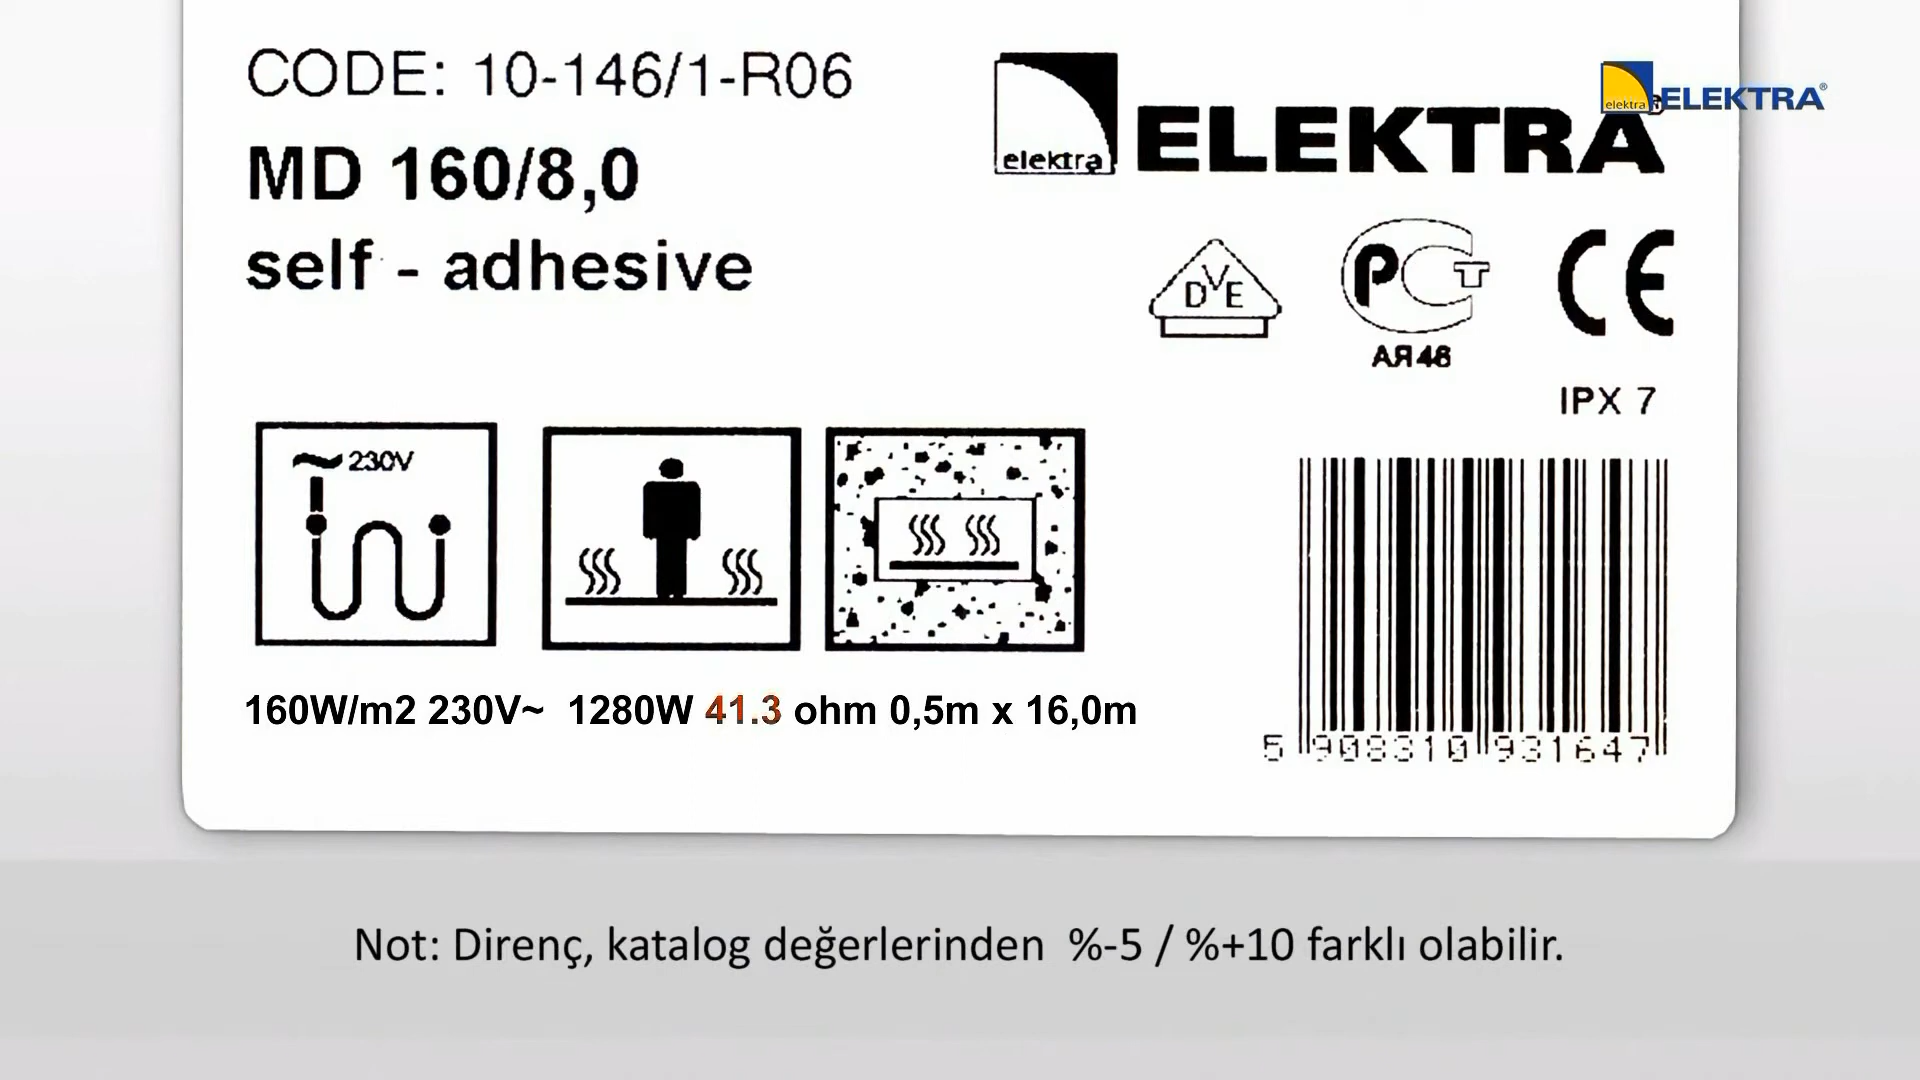 CODE: 10-146/1-R06
elektra
ELEKTRA
elektra
ELEKTRA®
MD 160/8,0
self - adhesive
DVE
PCT
АЯ46
CE
IPX 7
230V
160W/m2 230V~ 1280W 41.3 ohm 0,5m x 16,0m
5 908310 931647
Not: Direnç, katalog değerlerinden %-5 / %+10 farklı olabilir.